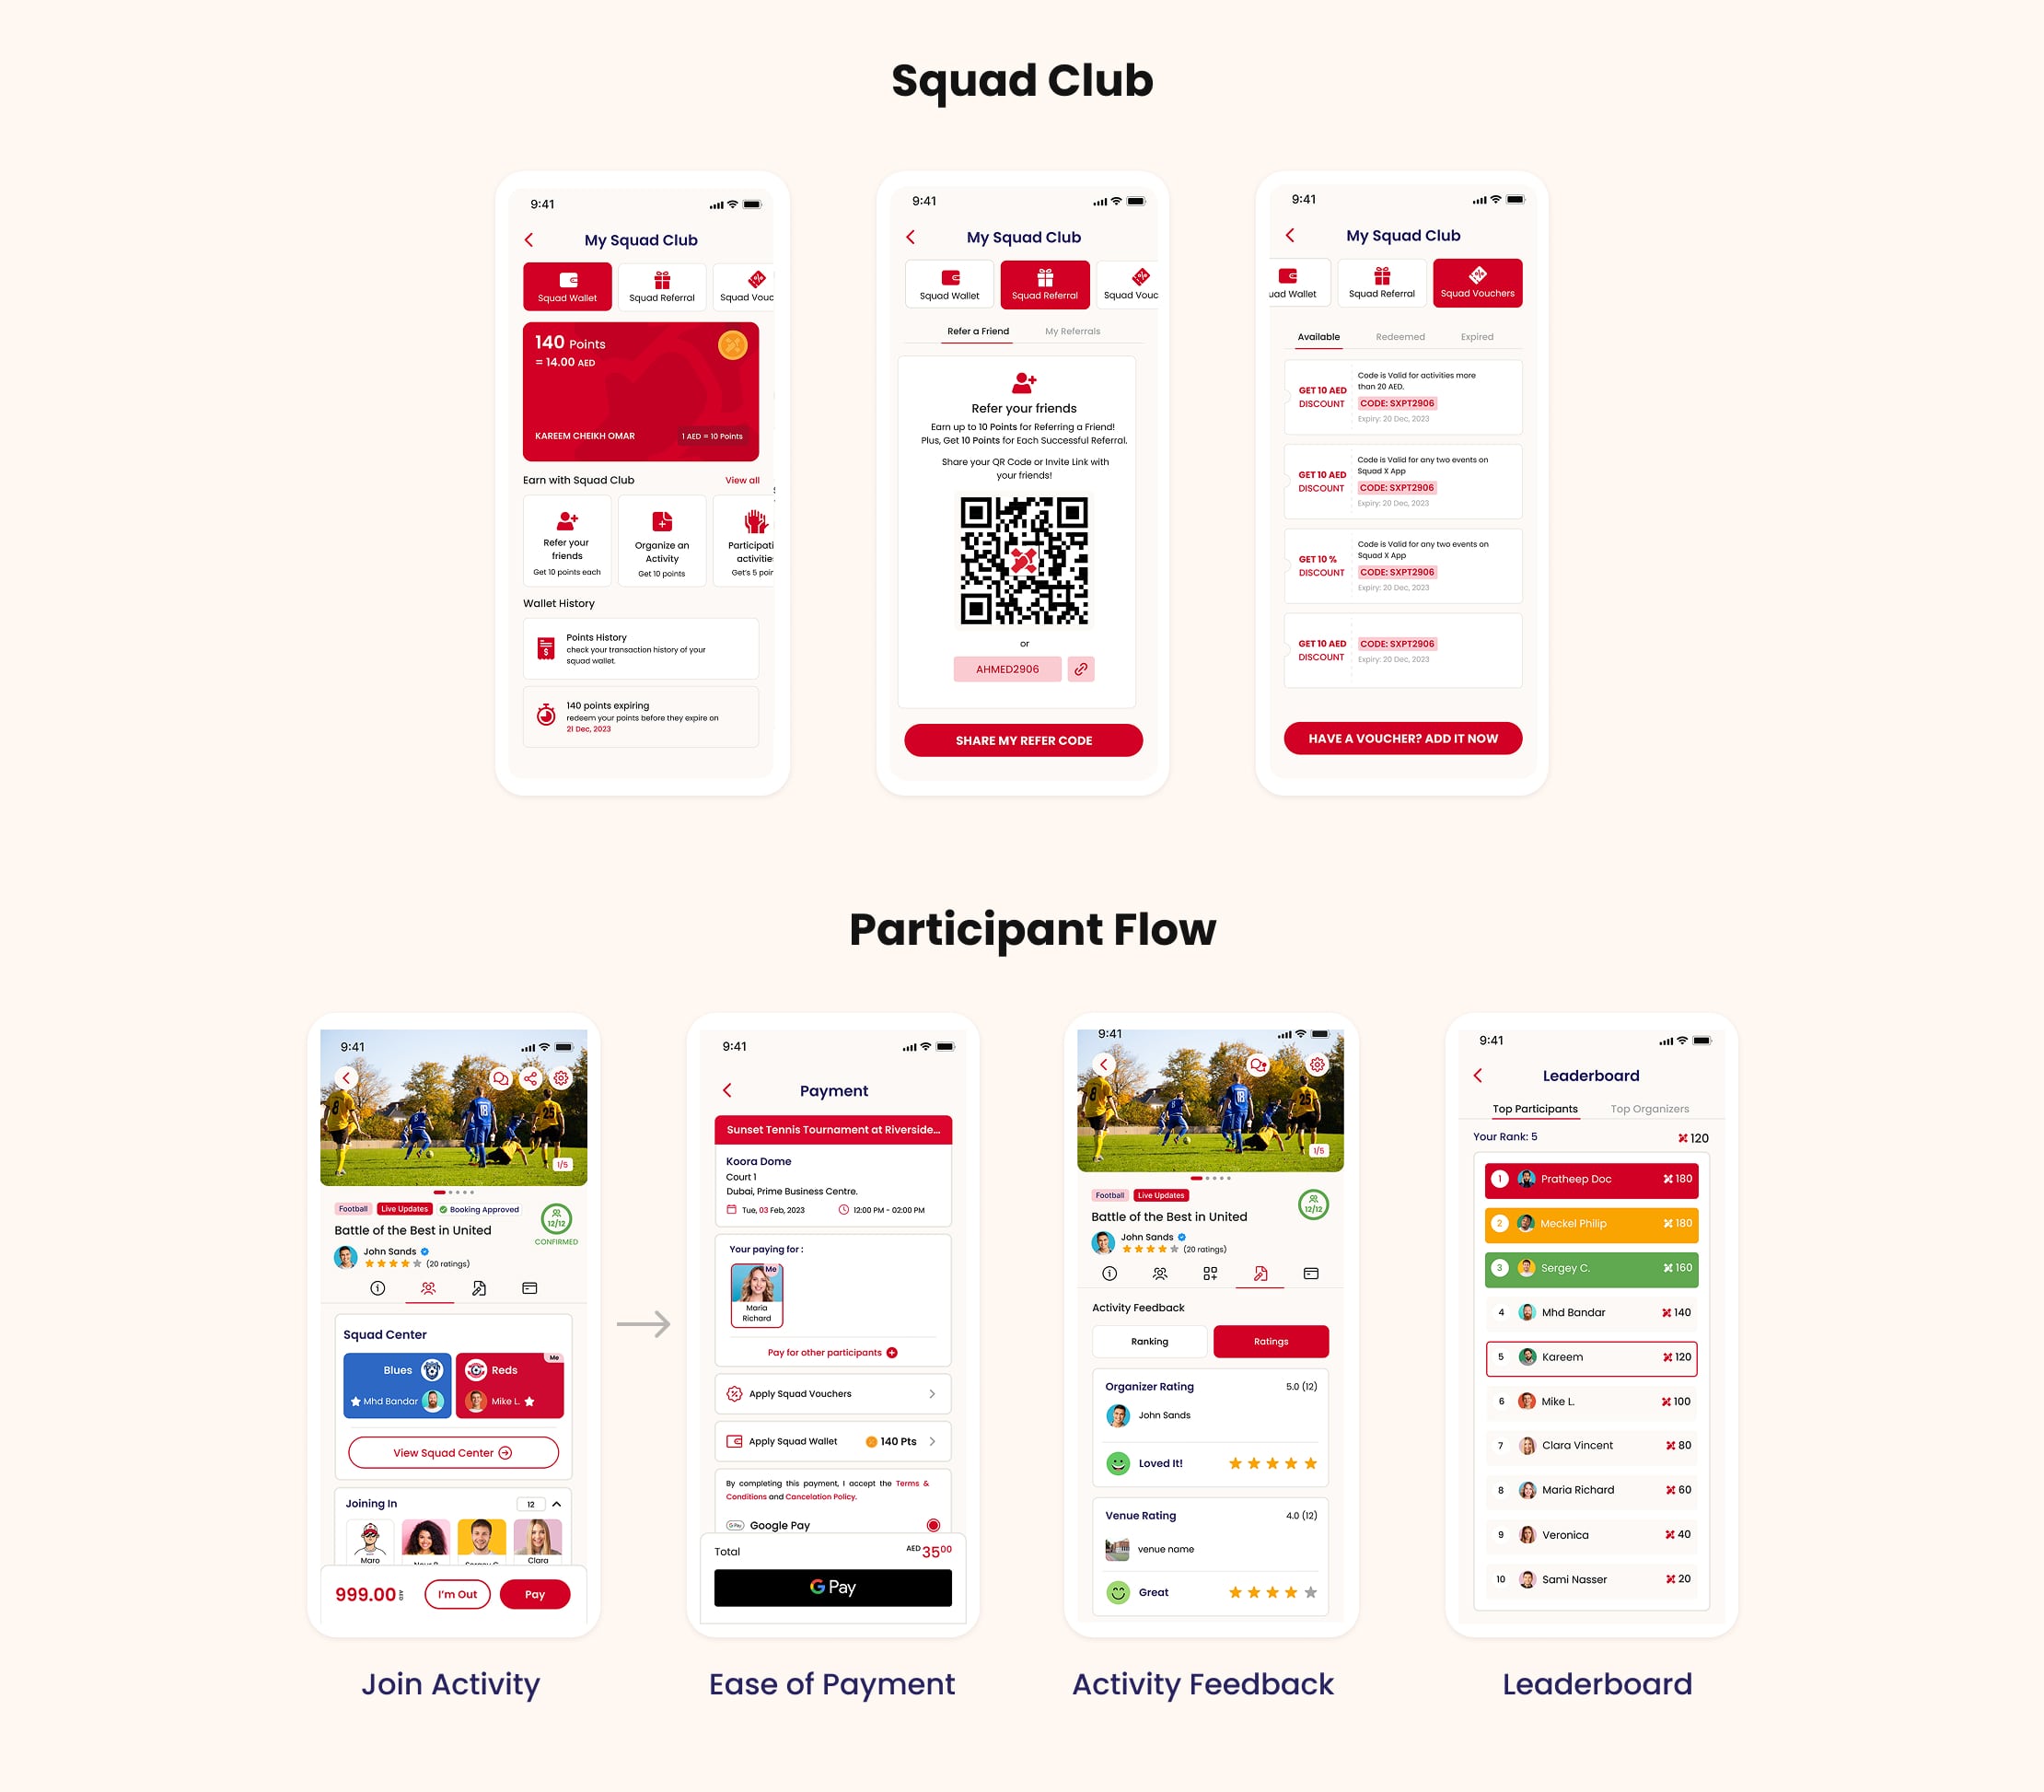 Squad Club
9:41
My Squad Club
Squad Wallet
Squad Referral
Squad Vouc
140 Points
= 14.00 AED
KAREEM CHEIKH OMAR
1 AED = 10 Points
Earn with Squad Club
View all
Refer your
friends
Get 10 points each
Organize an
Activity
Get 10 points
Participati
activitie
Get's 5 poir
Wallet History
Points History
check your transaction history of your
squad wallet.
140 points expiring
redeem your points before they expire on
21 Dec, 2023
9:41
My Squad Club
Squad Wallet
Squad Referral
Squad Vouc
Refer a Friend
My Referrals
Refer your friends
Earn up to 10 Points for Referring a Friend!
Plus, Get 10 Points for Each Successful Referral.
Share your QR Code or Invite Link with
your friends!
or
AHMED2906
SHARE MY REFER CODE
9:41
My Squad Club
uad Wallet
Squad Referral
Squad Vouchers
Available
Redeemed
Expired
GET 10 AED
DISCOUNT
Code is Valid for activities more
than 20 AED.
CODE: SXPT2906
Expiry: 20 Dec, 2023
GET 10 AED
DISCOUNT
Code is Valid for any two events on
Squad X App
CODE: SXPT2906
Expiry: 20 Dec, 2023
GET 10 %
DISCOUNT
Code is Valid for any two events on
Squad X App
CODE: SXPT2906
Expiry: 20 Dec, 2023
GET 10 AED
DISCOUNT
CODE: SXPT2906
Expiry: 20 Dec, 2023
HAVE A VOUCHER? ADD IT NOW
Participant Flow
9:41
8
18
25
1/5
Football
Live Updates
Booking Approved
12/12
CONFIRMED
Battle of the Best in United
John Sands
(20 ratings)
Squad Center
Blues
Mhd Bandar
Me
Reds
Mike L.
View Squad Center
Joining In
12
Maro
Clara
999.00
AED
I'm Out
Pay
Join Activity
9:41
Payment
Sunset Tennis Tournament at Riverside...
Koora Dome
Court 1
Dubai, Prime Business Centre.
Tue, 03 Feb, 2023
12:00 PM - 02:00 PM
Your paying for :
Me
Maria
Richard
Pay for other participants
Apply Squad Vouchers
Apply Squad Wallet
140 Pts
By completing this payment, I accept the Terms &
Conditions and Cancelation Policy.
G Pay
Google Pay
Total
AED 3500
G Pay
Ease of Payment
9:41
8
18
25
1/5
Football
Live Updates
12/12
Battle of the Best in United
John Sands
(20 ratings)
Activity Feedback
Ranking
Ratings
Organizer Rating
5.0 (12)
John Sands
Loved It!
Venue Rating
4.0 (12)
venue name
Great
Activity Feedback
9:41
Leaderboard
Top Participants
Top Organizers
Your Rank: 5
120
1 Pratheep Doc 180
2 Meckel Philip 180
3 Sergey C. 160
4 Mhd Bandar 140
5 Kareem 120
6 Mike L. 100
7 Clara Vincent 80
8 Maria Richard 60
9 Veronica 40
10 Sami Nasser 20
Leaderboard